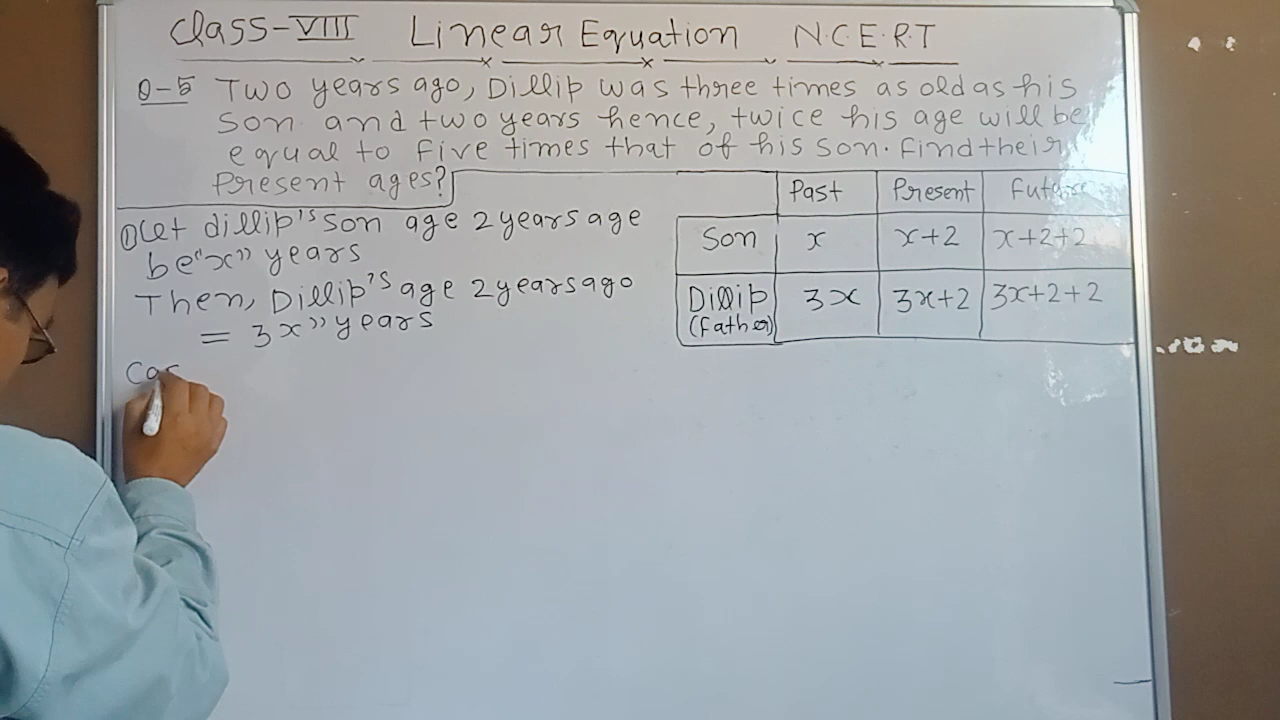 Class-VIII Linear Equation N.C.E.R.T
Q-5 Two years ago, Dillip was three times as old as his
son and two years hence, twice his age will be
equal to five times that of his son. Find their
Present ages?
Past Present Future
Son x x+2 x+2+2
Dillip 3x 3x+2 3x+2+2
(Father)
① Let dillip's son age 2 years age
be "x" years
Then, Dillip's age 2 years ago
= 3x" years
Cas